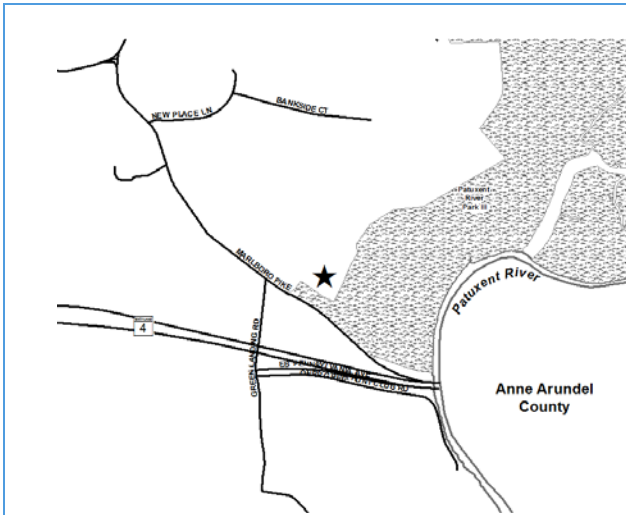 NEW PLACE LN
BANKSIDE CT
Patuxent
River
Park III
MARLBORO PIKE
Patuxent River
4
GREEN LANDING RD
Anne Arundel
County